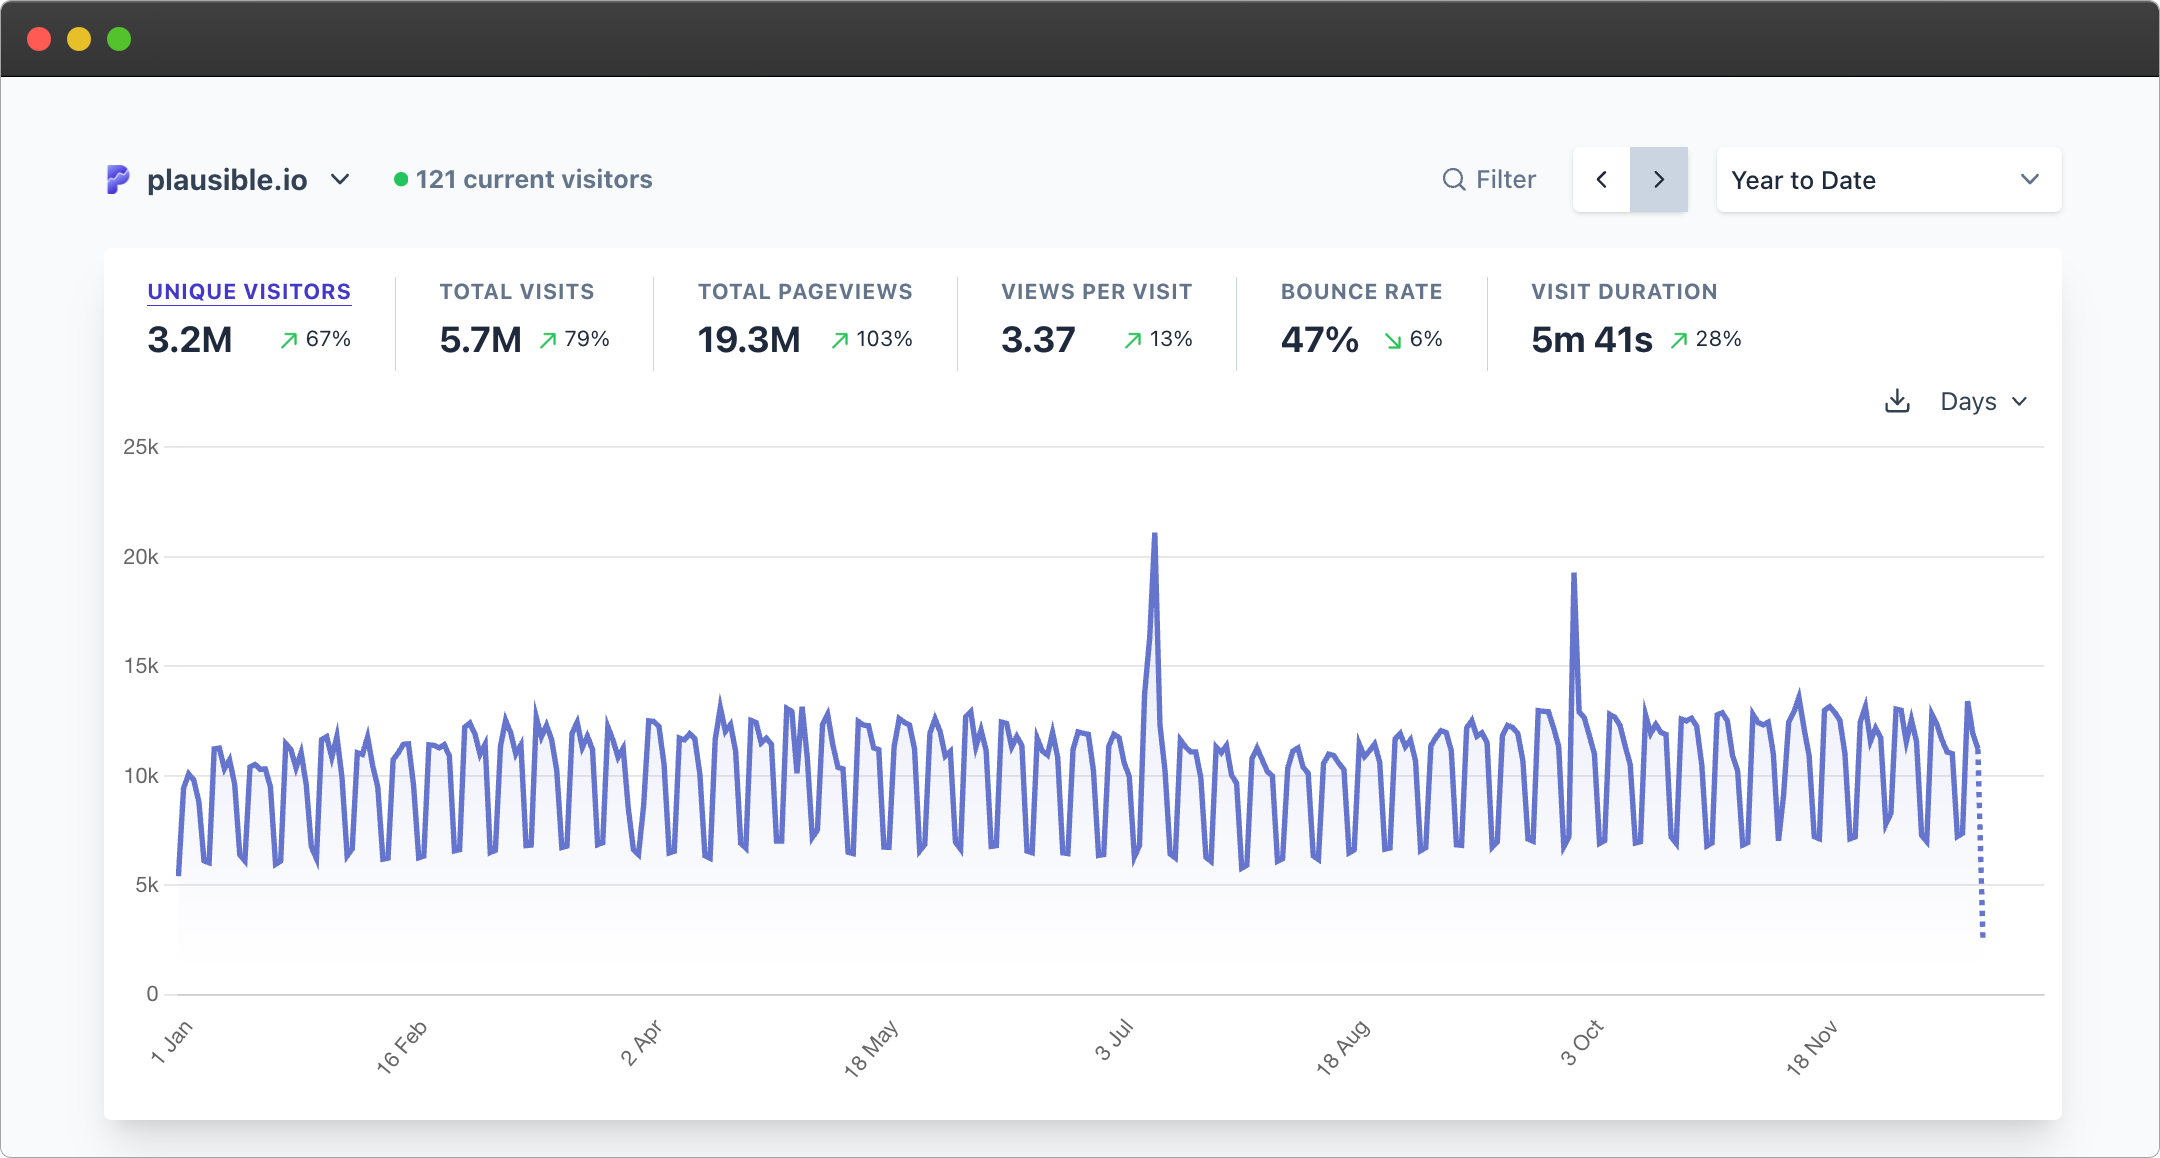 plausible.io
121 current visitors
Filter
Year to Date
UNIQUE VISITORS
3.2M 67%
TOTAL VISITS
5.7M 79%
TOTAL PAGEVIEWS
19.3M 103%
VIEWS PER VISIT
3.37 13%
BOUNCE RATE
47% 6%
VISIT DURATION
5m 41s 28%
Days
25k
20k
15k
10k
5k
0
1 Jan
16 Feb
2 Apr
18 May
3 Jul
18 Aug
3 Oct
18 Nov